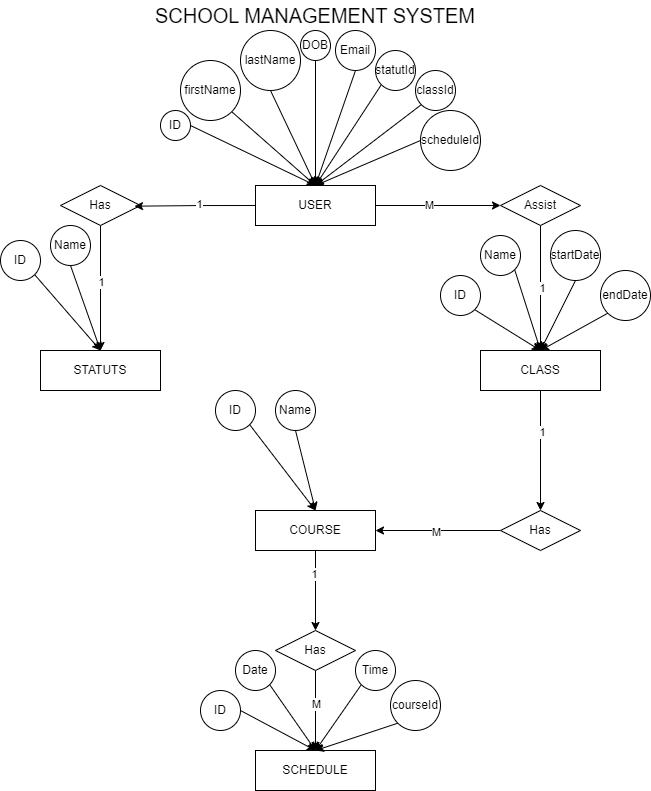 SCHOOL MANAGEMENT SYSTEM
DOB
Email
lastName
statutId
firstName
classId
ID
scheduleId
Has
1
USER
M
Assist
Name
ID
Name
startDate
1
1
ID
endDate
STATUTS
CLASS
ID
Name
1
COURSE
M
Has
1
Has
Date
Time
ID
M
courseId
SCHEDULE